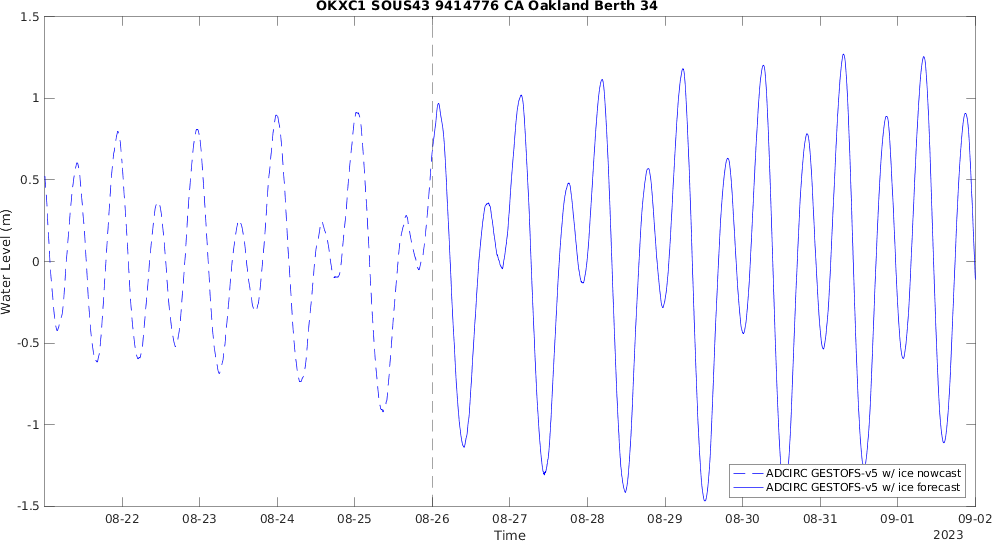 OKXC1 SOUS43 9414776 CA Oakland Berth 34
1.5
1
0.5
0
-0.5
-1
-1.5
Water Level (m)
ADCIRC GESTOFS-v5 w/ ice nowcast
ADCIRC GESTOFS-v5 w/ ice forecast
08-22 08-23 08-24 08-25 08-26 08-27 08-28 08-29 08-30 08-31 09-01 09-02
Time
2023